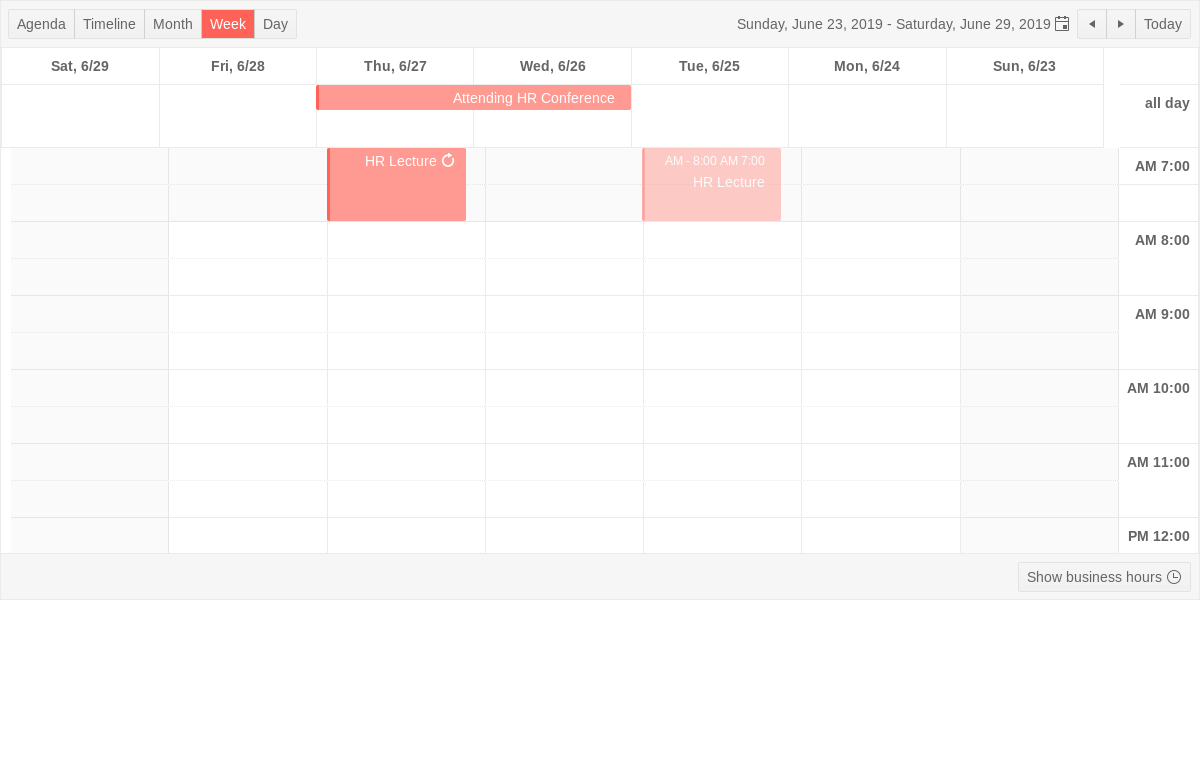 Agenda Timeline Month Week Day
Sunday, June 23, 2019 - Saturday, June 29, 2019
Today
Sat, 6/29 Fri, 6/28 Thu, 6/27 Wed, 6/26 Tue, 6/25 Mon, 6/24 Sun, 6/23
Attending HR Conference
all day
HR Lecture
AM - 8:00 AM 7:00
HR Lecture
AM 7:00
AM 8:00
AM 9:00
AM 10:00
AM 11:00
PM 12:00
Show business hours